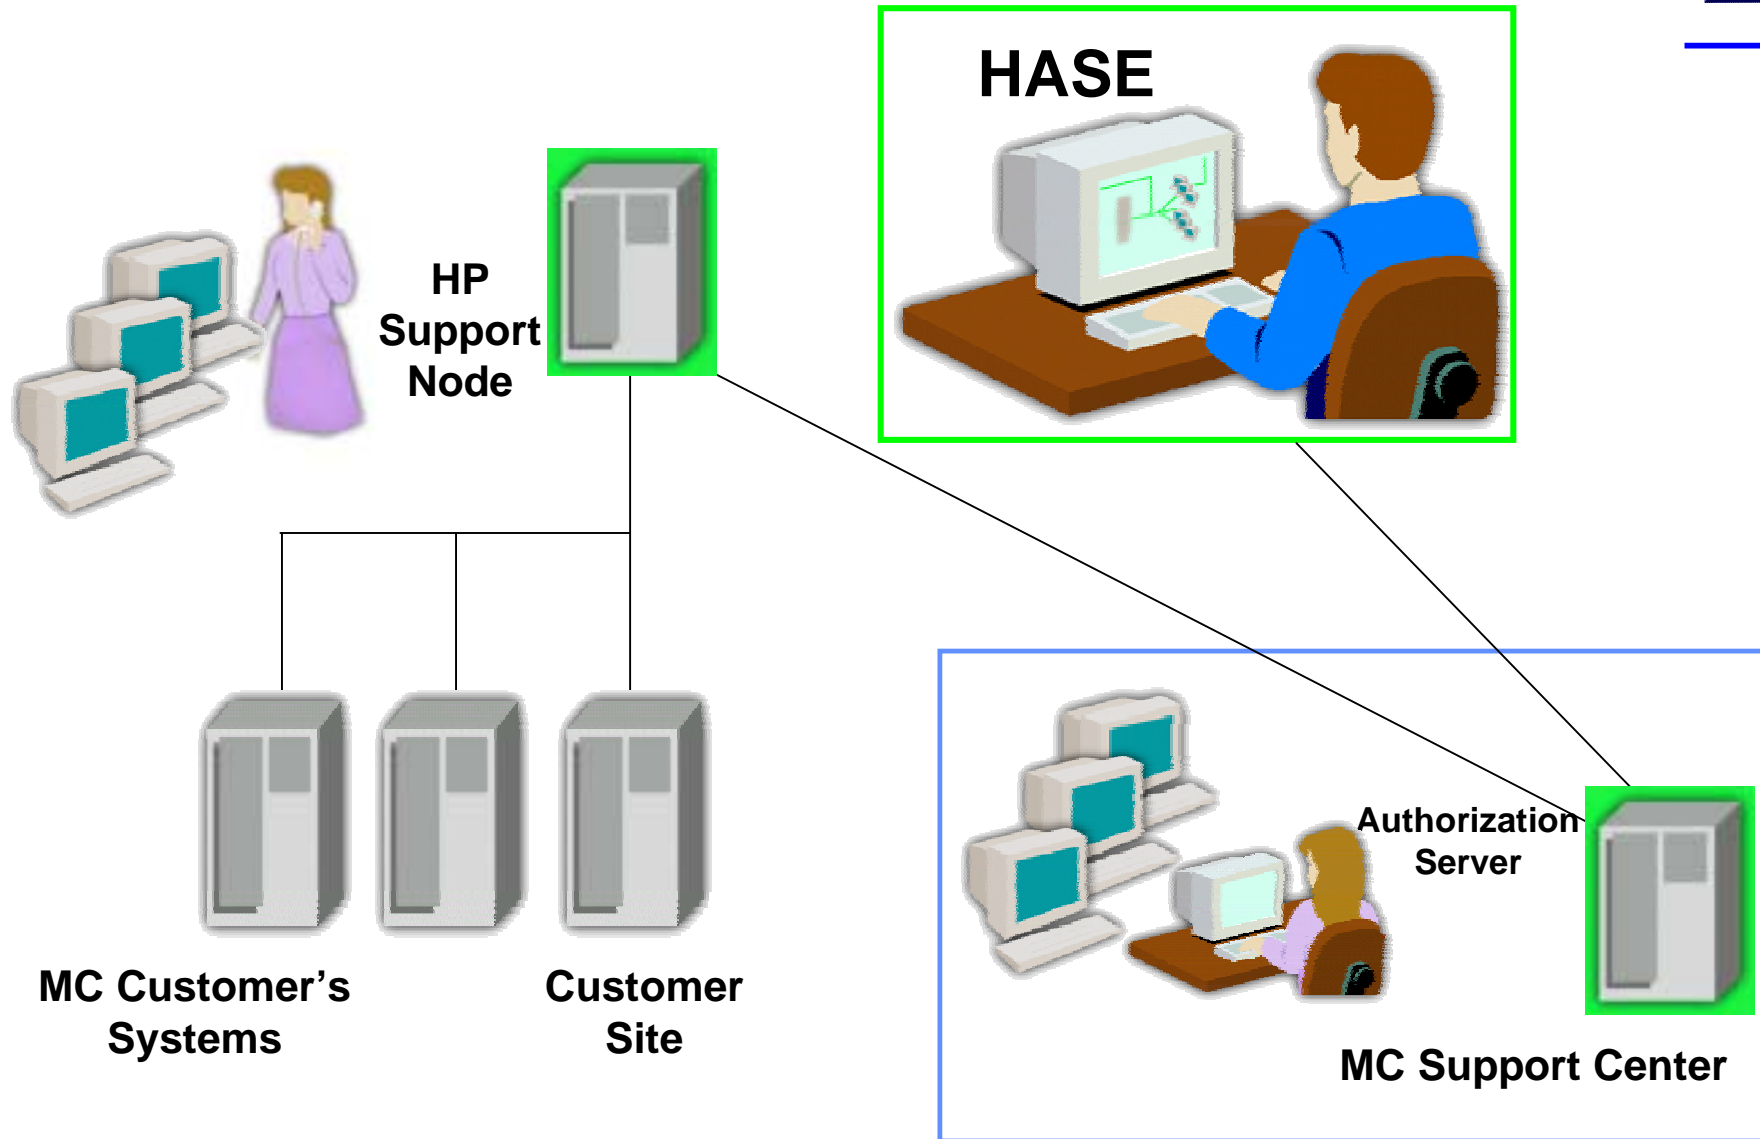 HASE
HP
Support
Node
Authorization
Server
MC Customer's
Systems
Customer
Site
MC Support Center